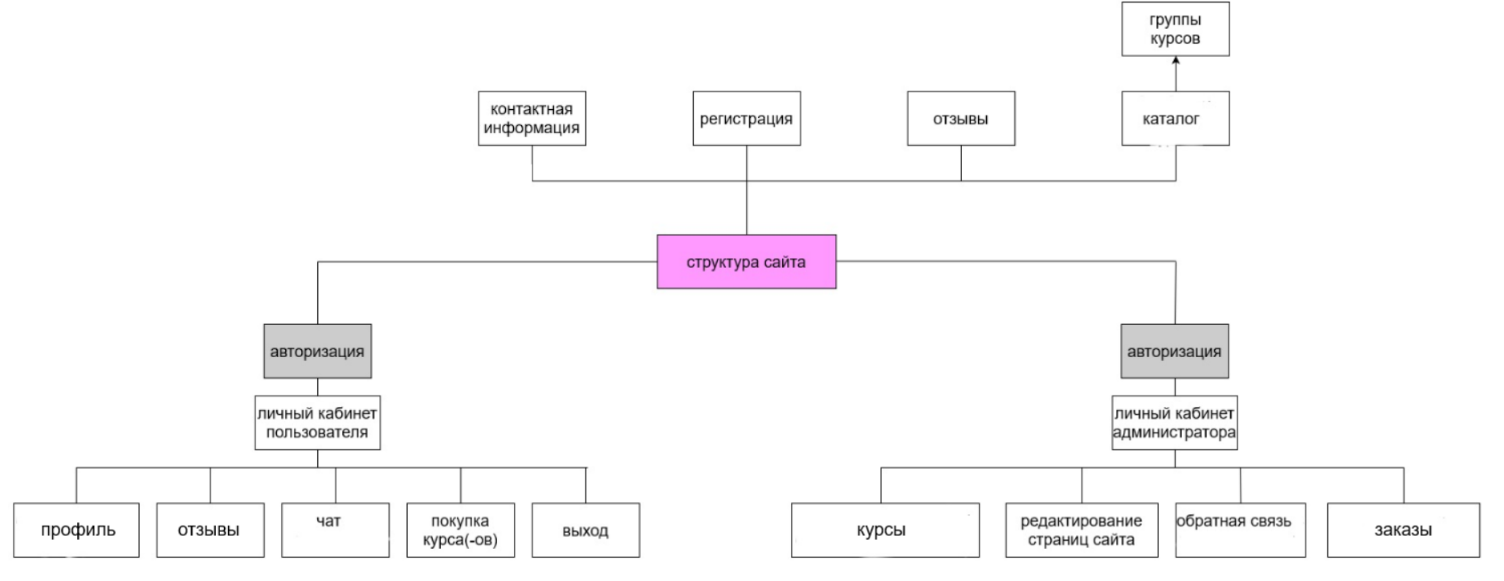 группы
курсов
контактная
информация
регистрация
отзывы
каталог
структура сайта
авторизация
авторизация
личный кабинет
пользователя
личный кабинет
администратора
профиль
отзывы
чат
покупка
курса(-ов)
выход
курсы
редактирование
страниц сайта
обратная связь
заказы